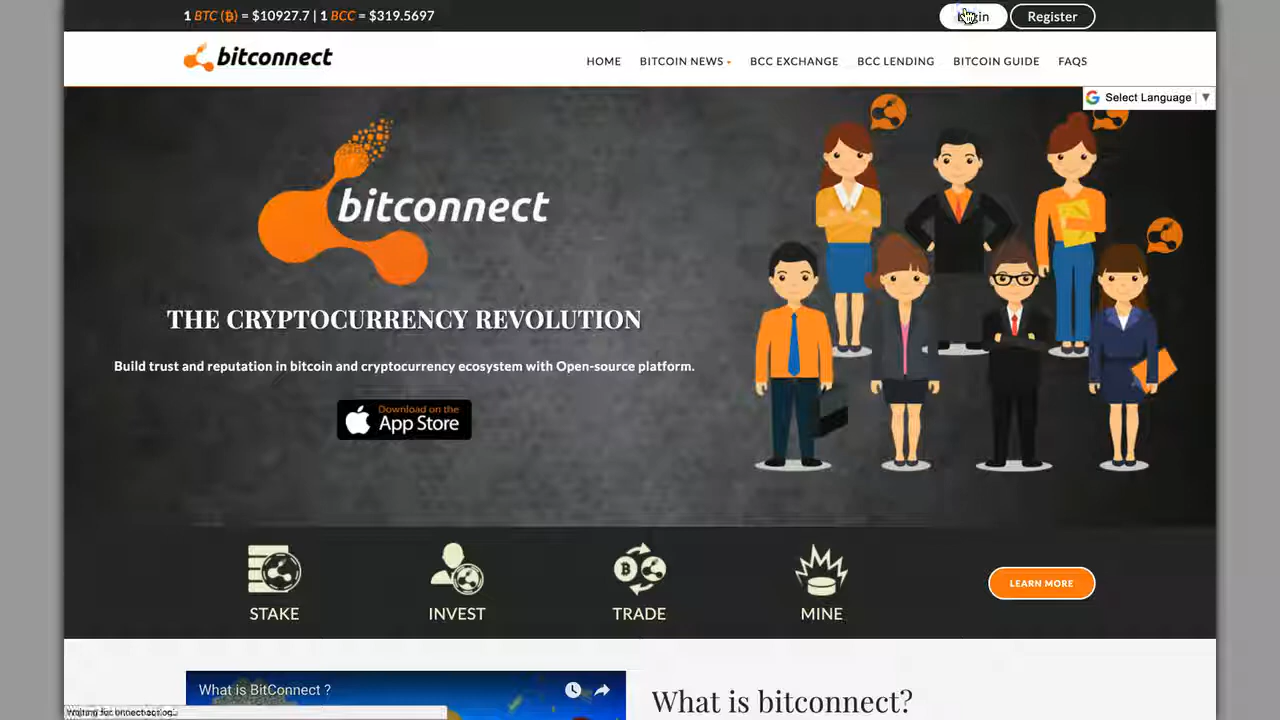 1 BTC (₿) = $10927.7 | 1 BCC = $319.5697
Register
bitconnect
HOME BITCOIN NEWS BCC EXCHANGE BCC LENDING BITCOIN GUIDE FAQS
Select Language
bitconnect
THE CRYPTOCURRENCY REVOLUTION
Build trust and reputation in bitcoin and cryptocurrency ecosystem with Open-source platform.
Download on the
App Store
STAKE INVEST TRADE MINE
LEARN MORE
What is BitConnect ?
What is bitconnect?
Waiting for